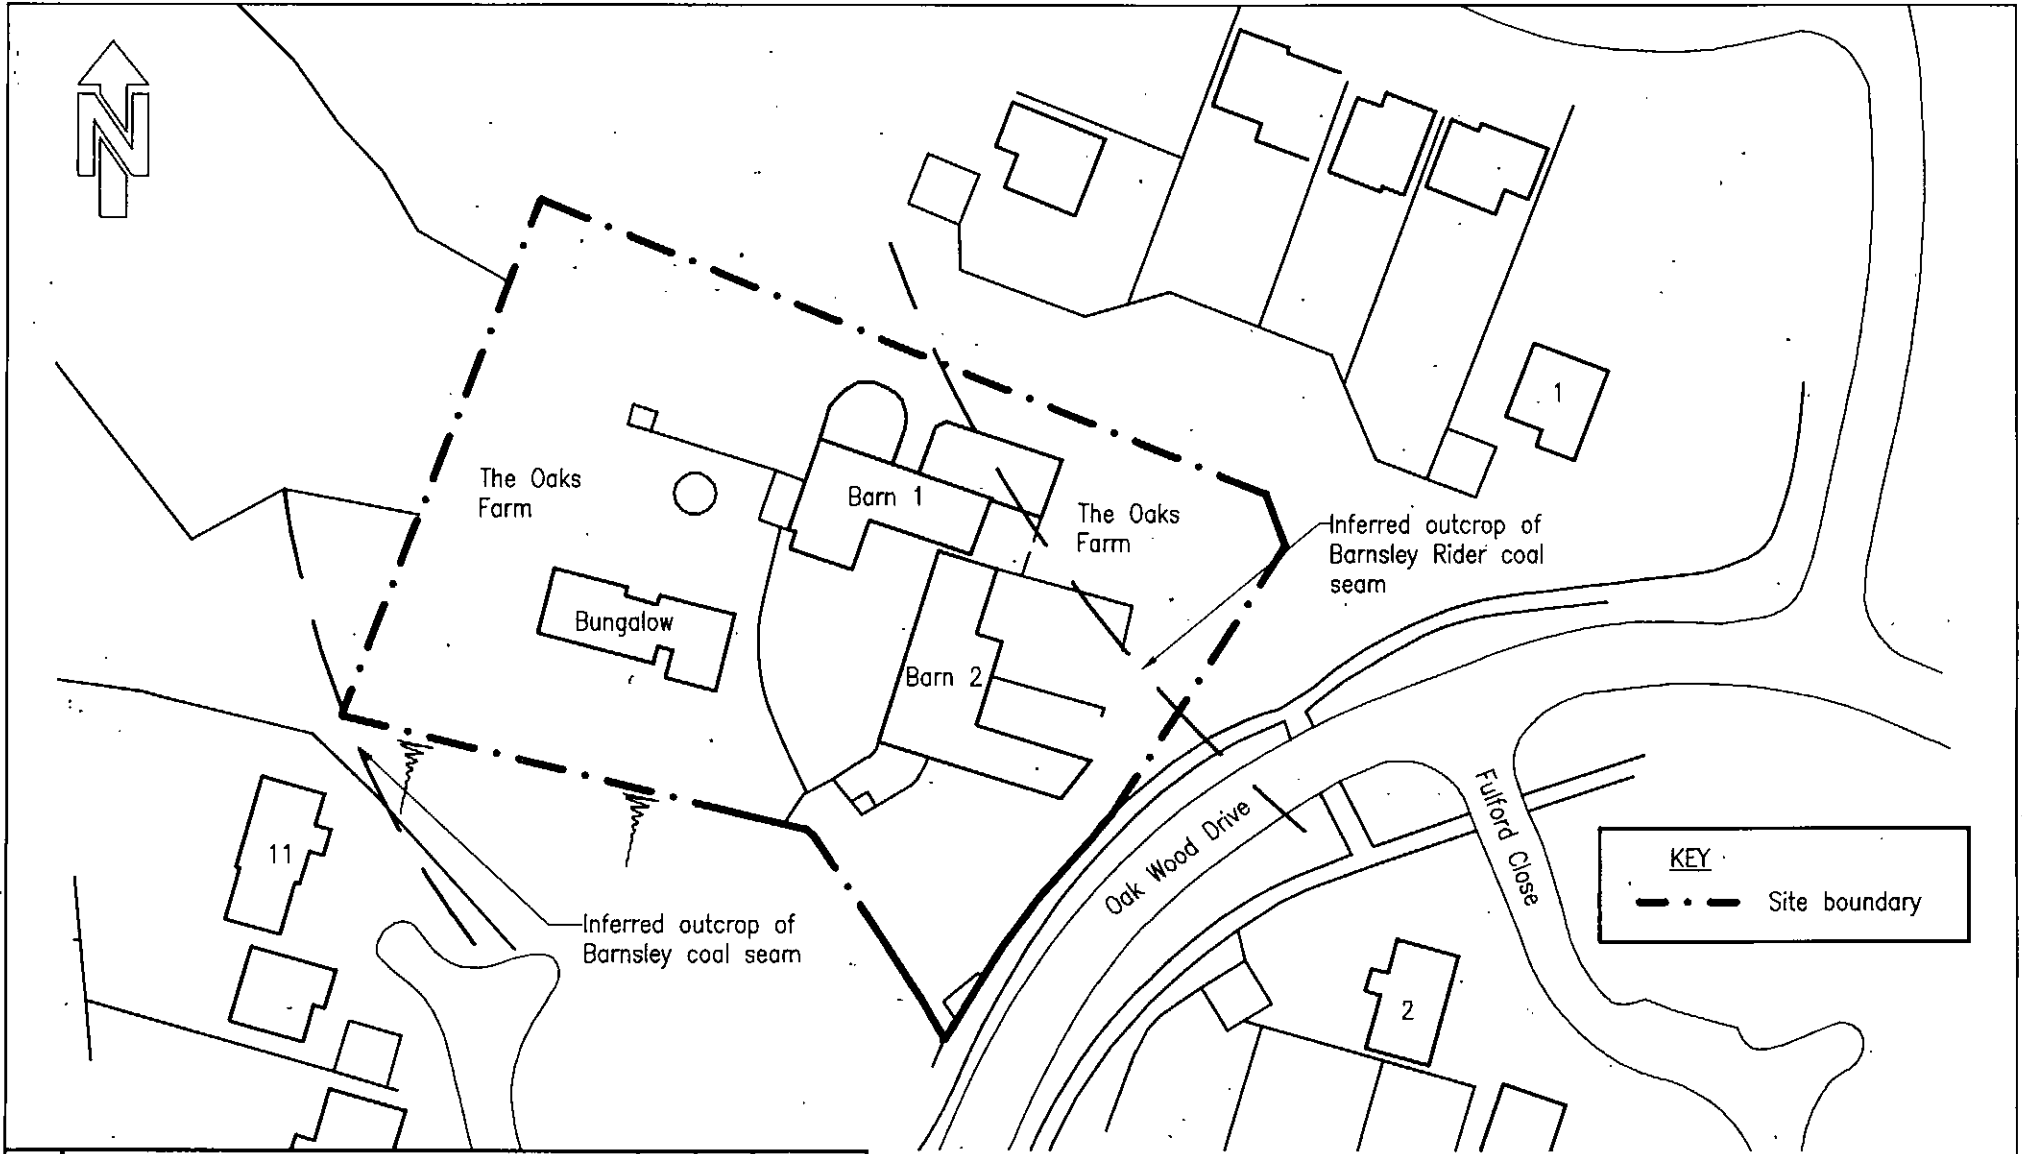 N
1
The Oaks
Farm
Barn 1
The Oaks
Farm
Inferred outcrop of
Barnsley Rider coal
seam
Bungalow
Barn 2
Oak Wood Drive
Fulford Close
11
Inferred outcrop of
Barnsley coal seam
KEY
Site boundary
2